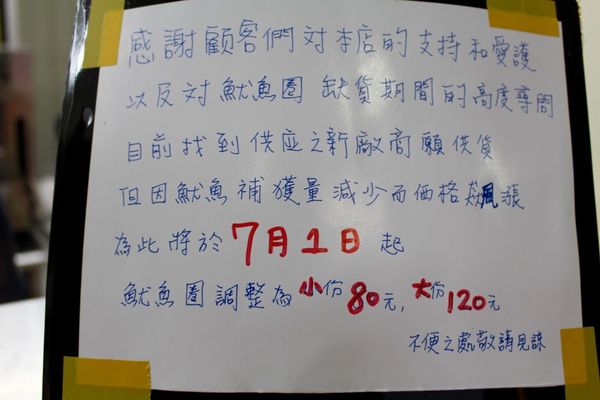 感謝顧客們對本店的支持和愛護
以及對魷魚圈 缺貨期間的高度尋問
目前找到供应之新廠商願供貨
但因魷魚補獲量減少而価格飆漲
為此將於 7月1日 起
魷魚圈調整為 小份80元,大份120元
不便之處敬請見諒